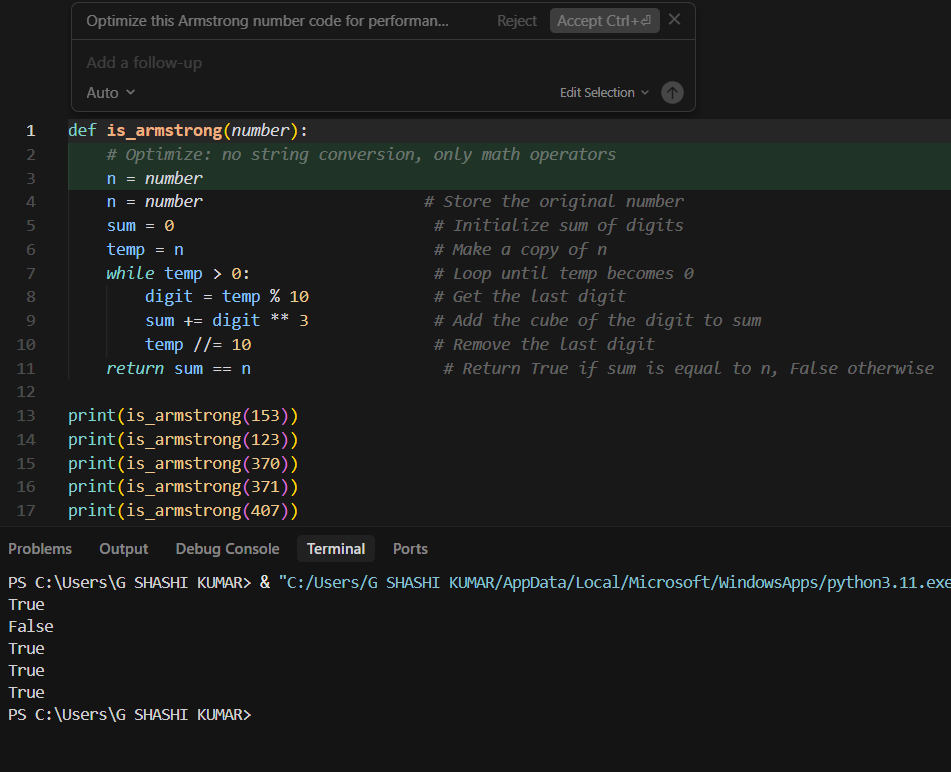 Optimize this Armstrong number code for performan... Reject Accept Ctrl+⏎ ✕
Add a follow-up
Auto Edit Selection
1 def is_armstrong(number):
2     # Optimize: no string conversion, only math operators
3     n = number
4     n = number                       # Store the original number
5     sum = 0                           # Initialize sum of digits
6     temp = n                          # Make a copy of n
7     while temp > 0:                   # Loop until temp becomes 0
8         digit = temp % 10             # Get the last digit
9         sum += digit ** 3             # Add the cube of the digit to sum
10         temp //= 10                   # Remove the last digit
11     return sum == n                    # Return True if sum is equal to n, False otherwise
12
13 print(is_armstrong(153))
14 print(is_armstrong(123))
15 print(is_armstrong(370))
16 print(is_armstrong(371))
17 print(is_armstrong(407))
Problems Output Debug Console Terminal Ports
PS C:\Users\G SHASHI KUMAR> & "C:/Users/G SHASHI KUMAR/AppData/Local/Microsoft/WindowsApps/python3.11.exe
True
False
True
True
True
PS C:\Users\G SHASHI KUMAR>